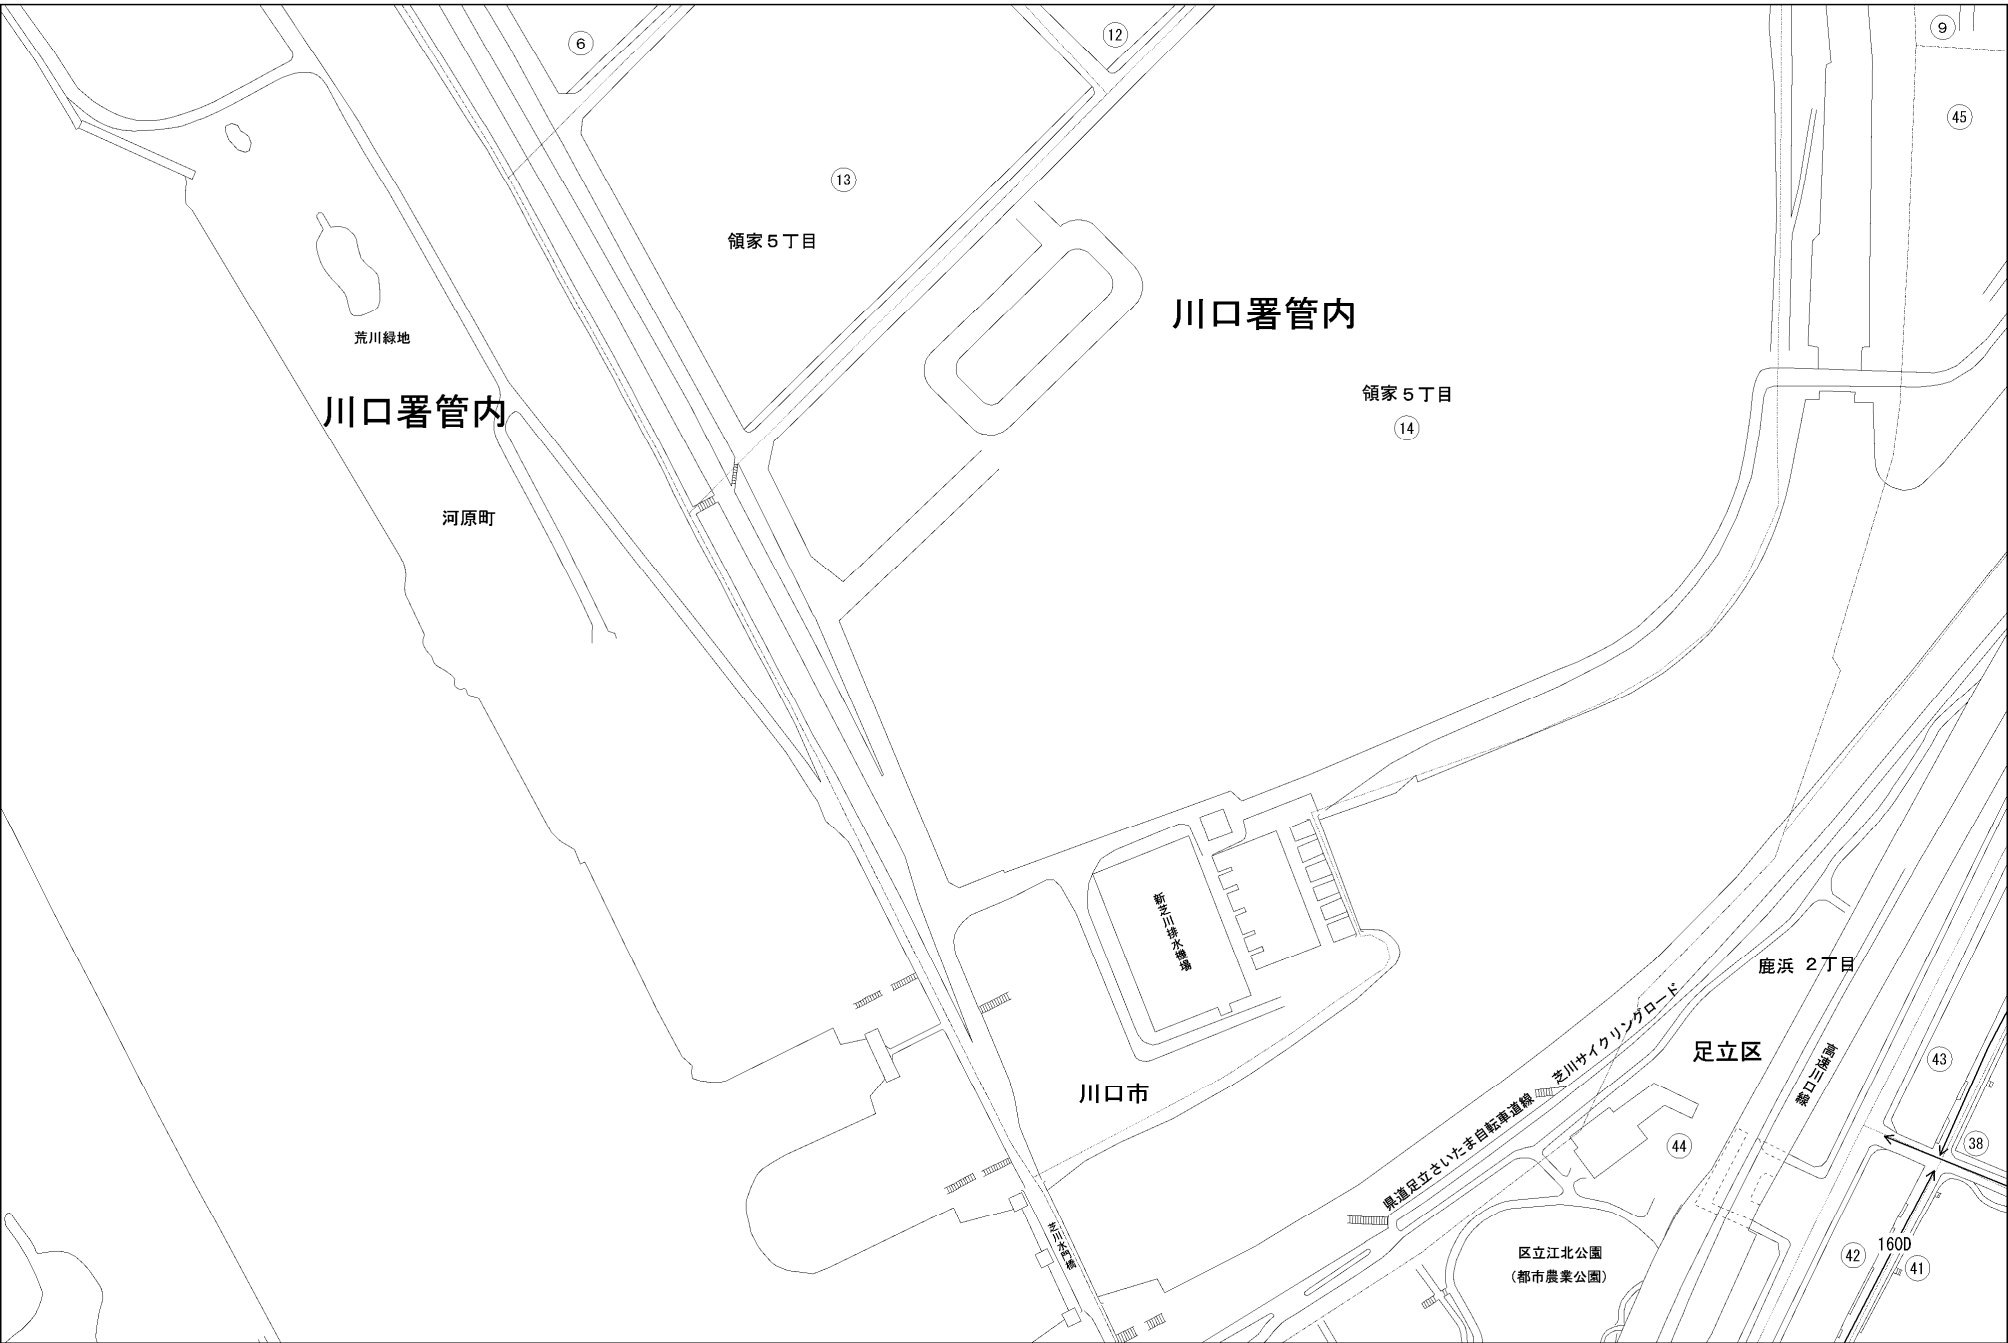 6
12
9
45
13
領家５丁目
川口署管内
荒川緑地
領家５丁目
川口署管内
14
河原町
新芝川排水機場
鹿浜 ２丁目
芝川サイクリングロード
足立区
高速川口線
43
川口市
県道足立さいたま自転車道線
44
38
芝川水門橋
区立江北公園
(都市農業公園)
42
160D
41